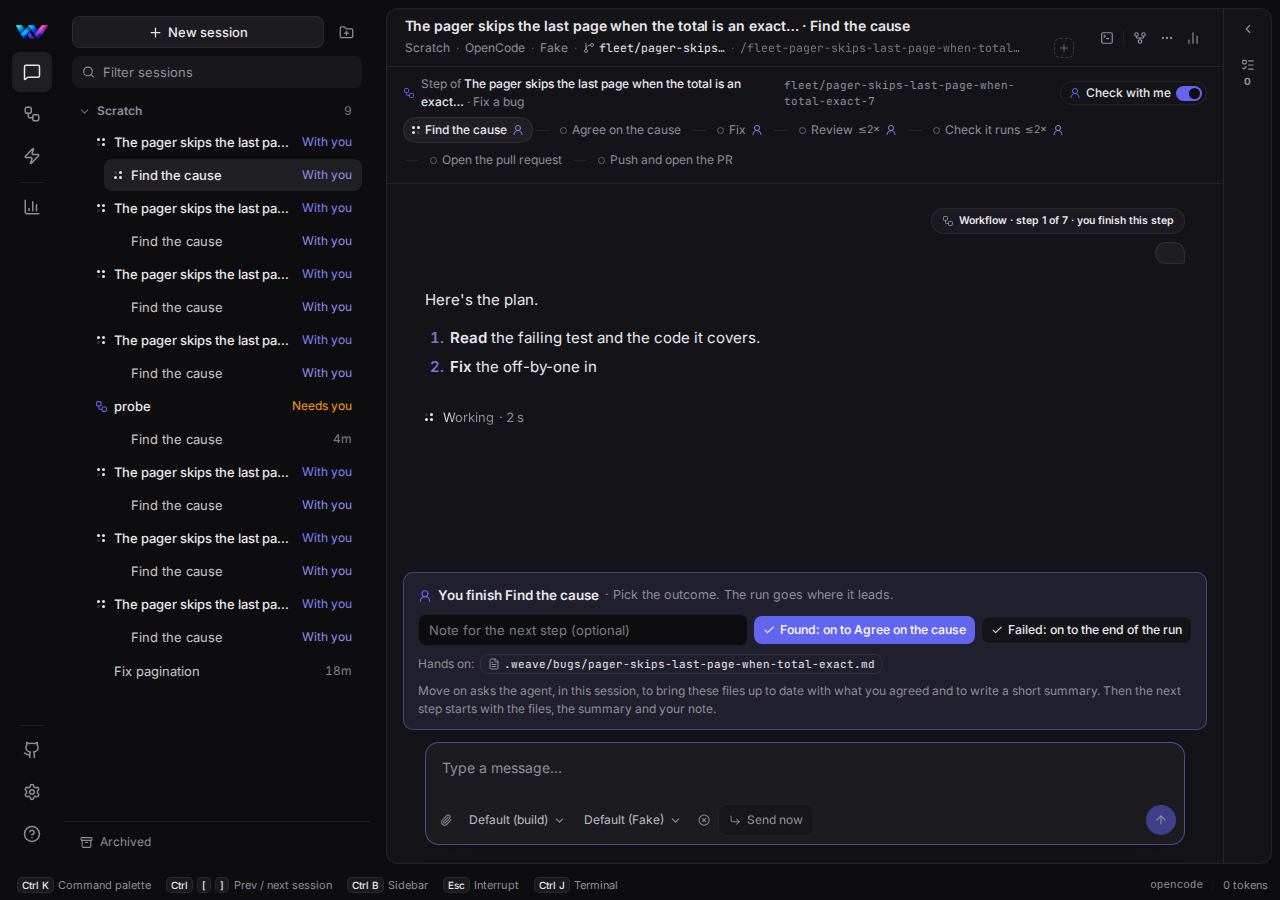 New session
Filter sessions
Scratch 9
The pager skips the last pa... With you
Find the cause With you
The pager skips the last pa... With you
Find the cause With you
The pager skips the last pa... With you
Find the cause With you
The pager skips the last pa... With you
Find the cause With you
probe Needs you
Find the cause 4m
The pager skips the last pa... With you
Find the cause With you
The pager skips the last pa... With you
Find the cause With you
The pager skips the last pa... With you
Find the cause With you
Fix pagination 18m
Archived
The pager skips the last page when the total is an exact... · Find the cause
Scratch · OpenCode · Fake · fleet/pager-skips… · /fleet-pager-skips-last-page-when-total…
0
Step of The pager skips the last page when the total is an
exact... · Fix a bug
fleet/pager-skips-last-page-when-
total-exact-7
Check with me
Find the cause Agree on the cause Fix Review ≤2× Check it runs ≤2×
Open the pull request Push and open the PR
Workflow · step 1 of 7 · you finish this step
Here's the plan.
1. Read the failing test and the code it covers.
2. Fix the off-by-one in
Working · 2 s
You finish Find the cause · Pick the outcome. The run goes where it leads.
Note for the next step (optional) Found: on to Agree on the cause Failed: on to the end of the run
Hands on: .weave/bugs/pager-skips-last-page-when-total-exact.md
Move on asks the agent, in this session, to bring these files up to date with what you agreed and to write a short summary. Then the next
step starts with the files, the summary and your note.
Type a message...
Default (build) Default (Fake) Send now
Ctrl K Command palette Ctrl [ ] Prev / next session Ctrl B Sidebar Esc Interrupt Ctrl J Terminal opencode 0 tokens